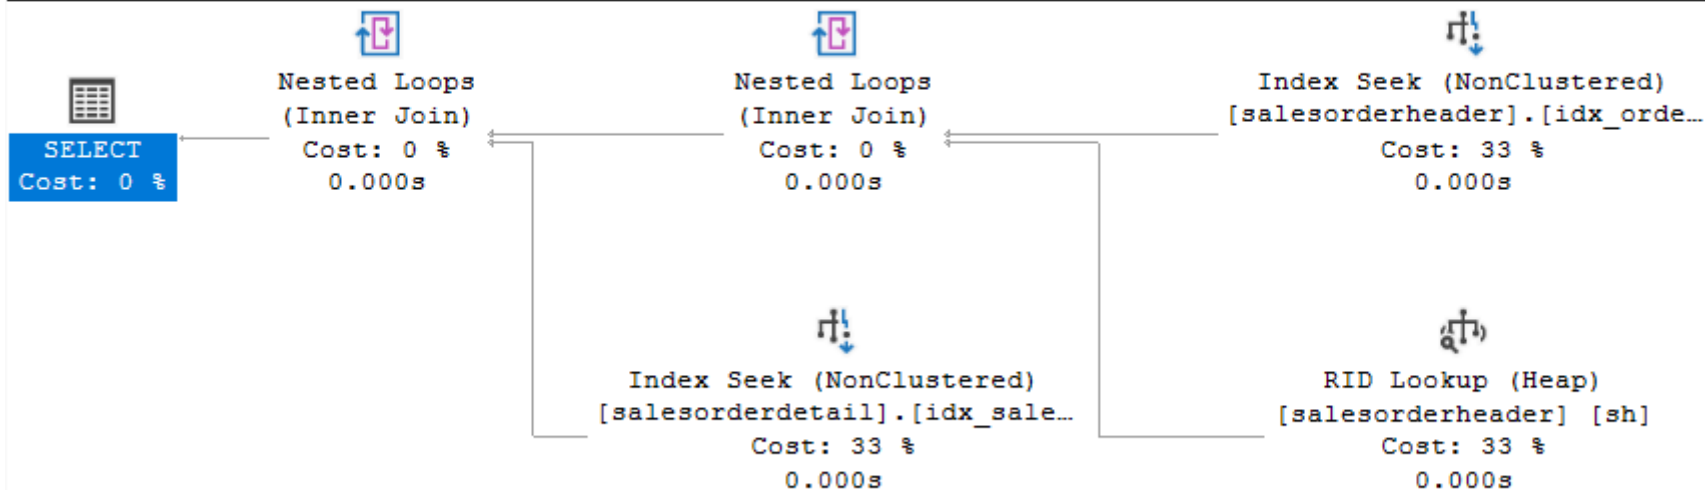 SELECT
Cost: 0 %
Nested Loops
(Inner Join)
Cost: 0 %
0.000s
Nested Loops
(Inner Join)
Cost: 0 %
0.000s
Index Seek (NonClustered)
[salesorderheader].[idx_orde…
Cost: 33 %
0.000s
Index Seek (NonClustered)
[salesorderdetail].[idx_sale…
Cost: 33 %
0.000s
RID Lookup (Heap)
[salesorderheader] [sh]
Cost: 33 %
0.000s